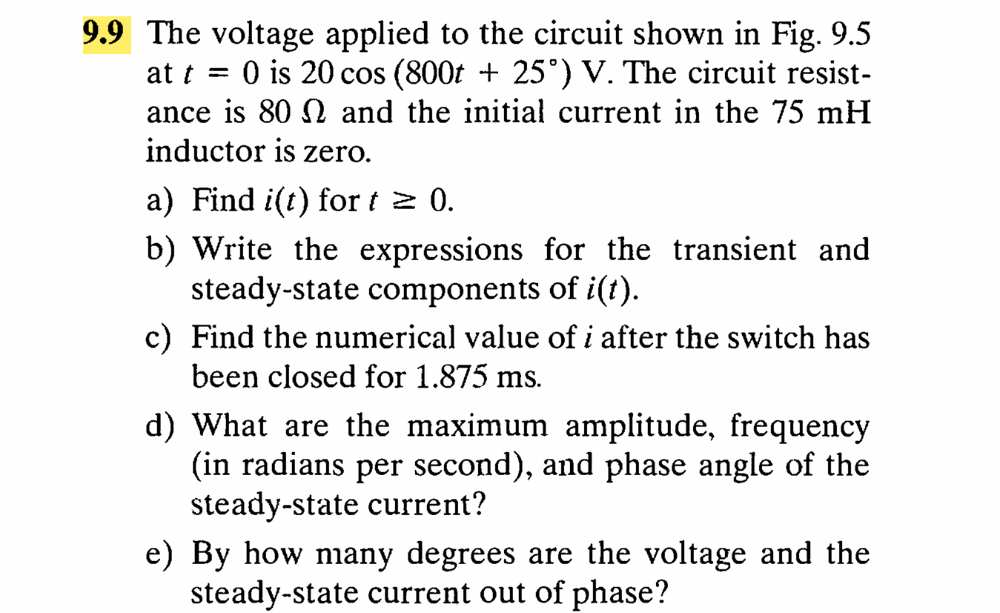 9.9 The voltage applied to the circuit shown in Fig. 9.5
at t = 0 is 20 cos (800t + 25°) V. The circuit resist-
ance is 80 Ω and the initial current in the 75 mH
inductor is zero.
a) Find i(t) for t ≥ 0.
b) Write the expressions for the transient and
steady-state components of i(t).
c) Find the numerical value of i after the switch has
been closed for 1.875 ms.
d) What are the maximum amplitude, frequency
(in radians per second), and phase angle of the
steady-state current?
e) By how many degrees are the voltage and the
steady-state current out of phase?